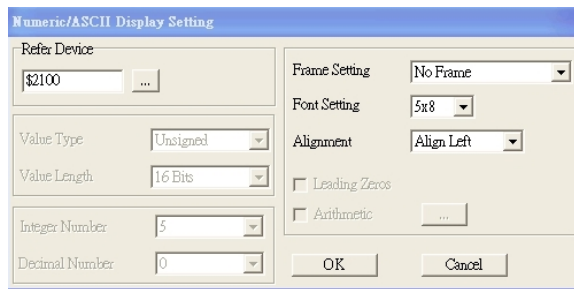 Numeric/ASCII Display Setting
Refer Device
$2100 ...
Value Type Unsigned
Value Length 16 Bits
Integer Number 5
Decimal Number 0
Frame Setting No Frame
Font Setting 5x8
Alignment Align Left
Leading Zeros
Arithmetic ...
OK Cancel